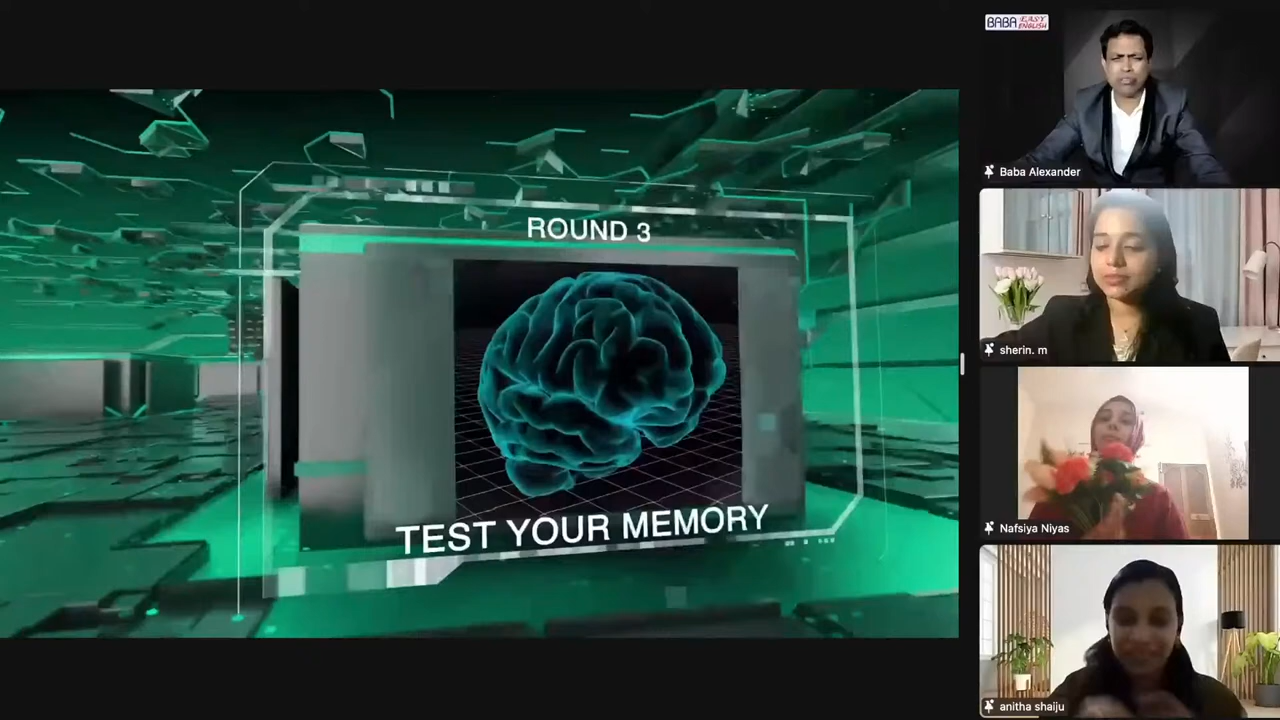 ROUND 3
TEST YOUR MEMORY
BABA EASY ENGLISH
Baba Alexander
sherin. m
Nafsiya Niyas
anitha shaiju